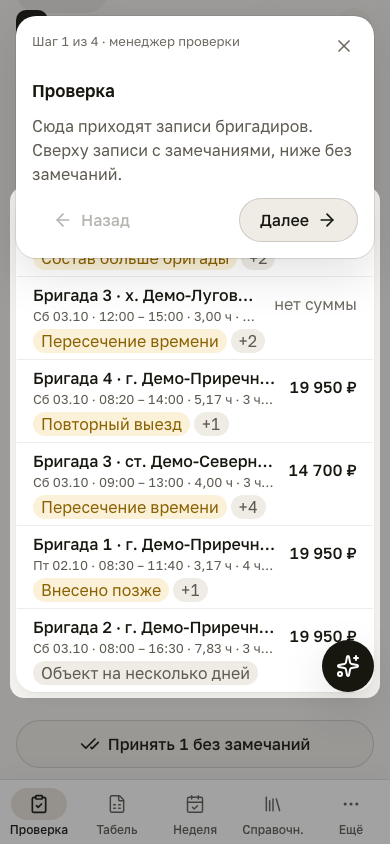 Шаг 1 из 4 · менеджер проверки
Проверка
Сюда приходят записи бригадиров.
Сверху записи с замечаниями, ниже без
замечаний.
Назад
Далее
Состав больше бригады +2
Бригада 3 · х. Демо-Лугов…
нет суммы
Сб 03.10 · 12:00 – 15:00 · 3,00 ч · …
Пересечение времени +2
Бригада 4 · г. Демо-Приречн…
19 950 ₽
Сб 03.10 · 08:20 – 14:00 · 5,17 ч · 3 ч…
Повторный выезд +1
Бригада 3 · ст. Демо-Северн…
14 700 ₽
Сб 03.10 · 09:00 – 13:00 · 4,00 ч · 3 ч…
Пересечение времени +4
Бригада 1 · г. Демо-Приречн…
19 950 ₽
Пт 02.10 · 08:30 – 11:40 · 3,17 ч · 4 ч…
Внесено позже +1
Бригада 2 · г. Демо-Приречн…
19 950 ₽
Сб 03.10 · 08:00 – 16:30 · 7,83 ч · 3 ч…
Объект на несколько дней
Принять 1 без замечаний
Проверка Табель Неделя Справочн. Ещё